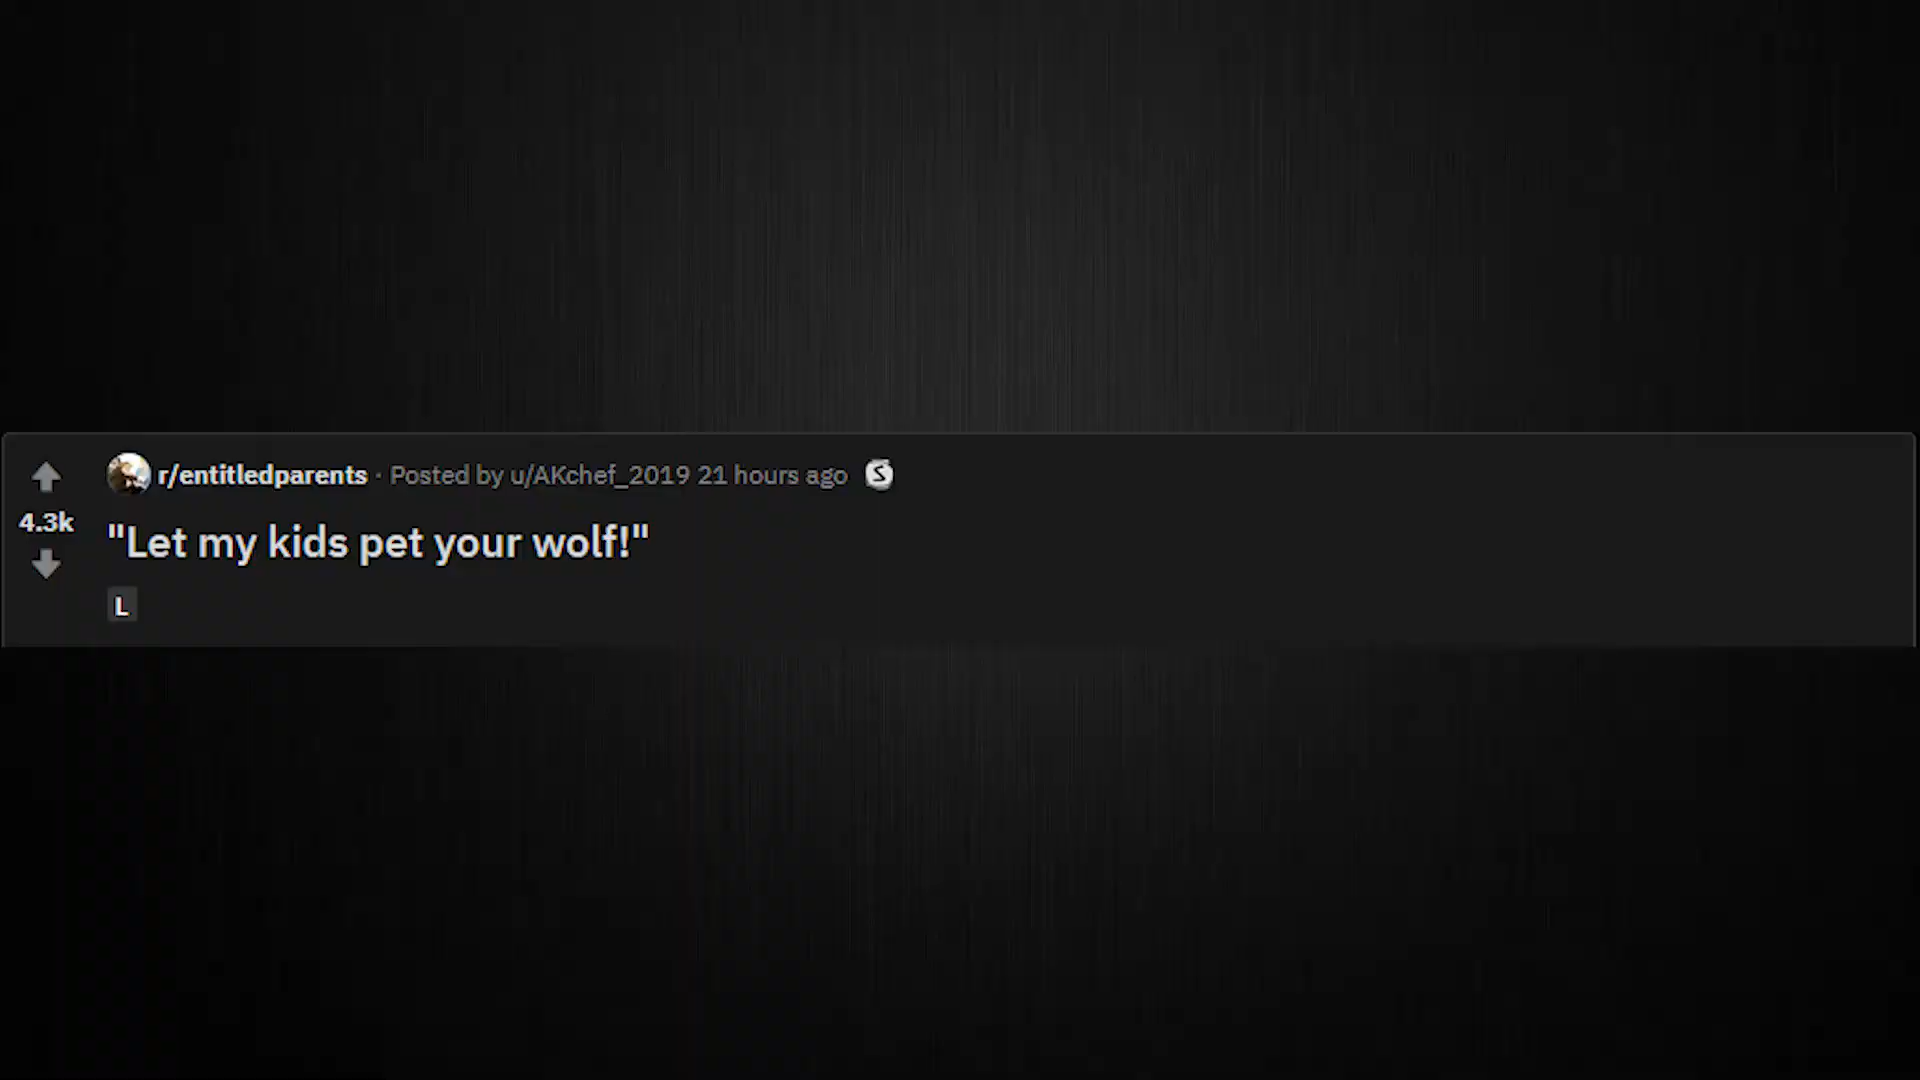 r/entitledparents · Posted by u/AKchef_2019 21 hours ago S
4.3k
"Let my kids pet your wolf!"
L